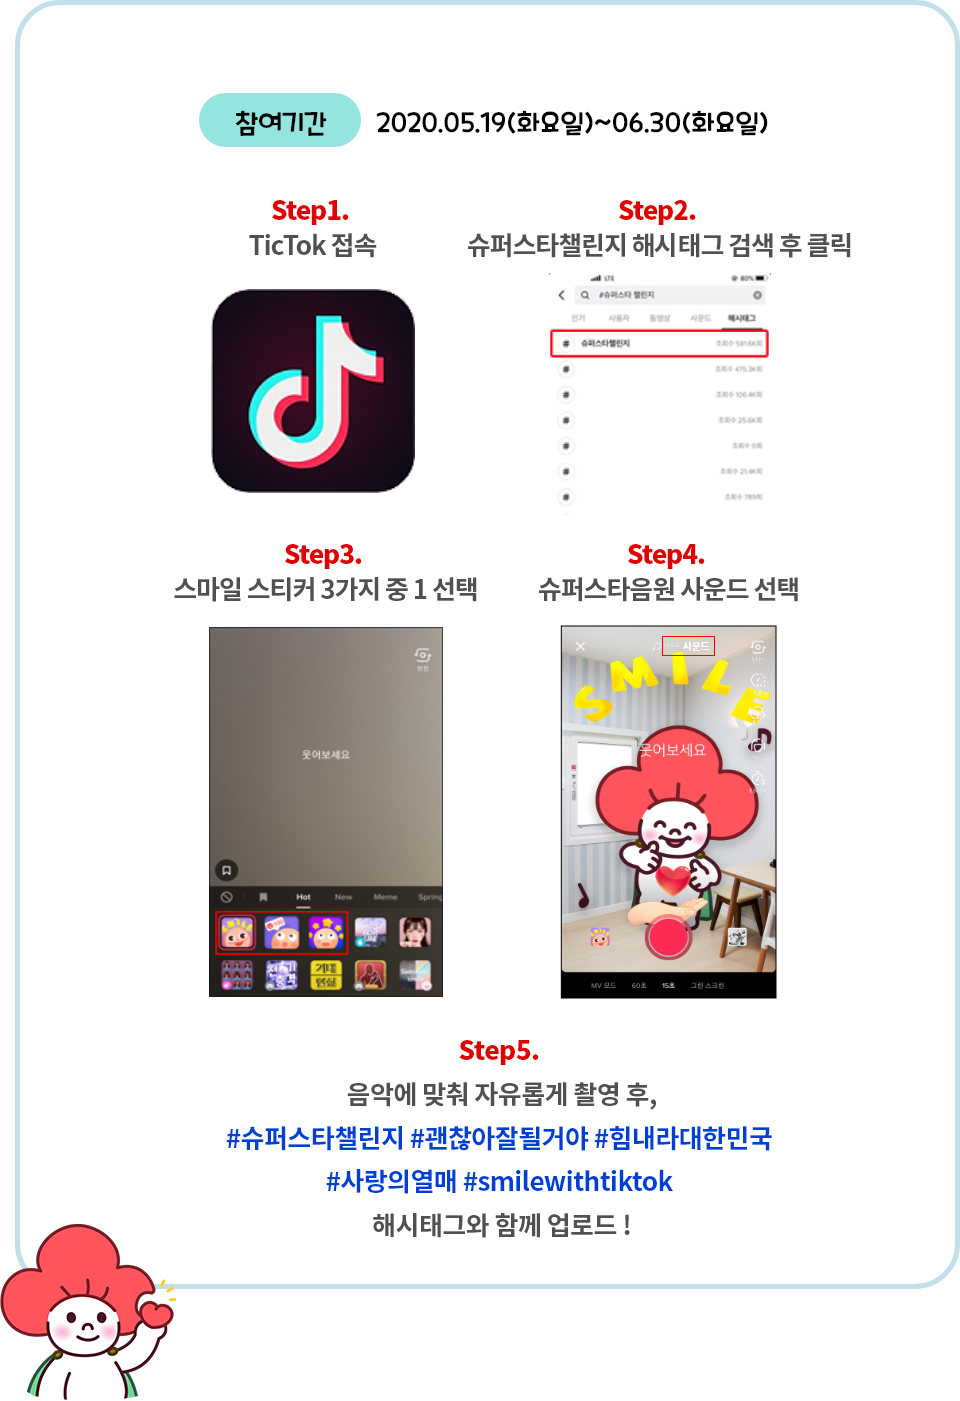 참여기간 2020.05.19(화요일)~06.30(화요일)
Step1.
TicTok 접속
Step2.
슈퍼스타챌린지 해시태그 검색 후 클릭
LTE 80%
#슈퍼스타 챌린지
인기 사용자 동영상 사운드 해시태그
# 슈퍼스타챌린지 조회수 581.6K회
# 조회수 475.3K회
# 조회수 106.4K회
# 조회수 25.6K회
# 조회수 0회
# 조회수 21.4K회
# 조회수 789회
Step3.
스마일 스티커 3가지 중 1 선택
반전
웃어보세요
Hot New Meme Spring
Step4.
슈퍼스타음원 사운드 선택
사운드
반전
SMILE
웃어보세요
MV 모드 60초 15초 그린 스크린
Step5.
음악에 맞춰 자유롭게 촬영 후,
#슈퍼스타챌린지 #괜찮아잘될거야 #힘내라대한민국
#사랑의열매 #smilewithtiktok
해시태그와 함께 업로드 !